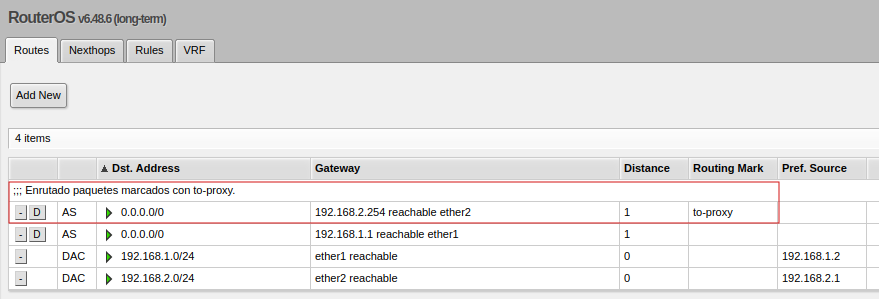 RouterOS v6.48.6 (long-term)
Routes Nexthops Rules VRF
Add New
4 items
Dst. Address Gateway Distance Routing Mark Pref. Source
;;; Enrutado paquetes marcados con to-proxy.
- D AS 0.0.0.0/0 192.168.2.254 reachable ether2 1 to-proxy
- D AS 0.0.0.0/0 192.168.1.1 reachable ether1 1
- DAC 192.168.1.0/24 ether1 reachable 0 192.168.1.2
- DAC 192.168.2.0/24 ether2 reachable 0 192.168.2.1